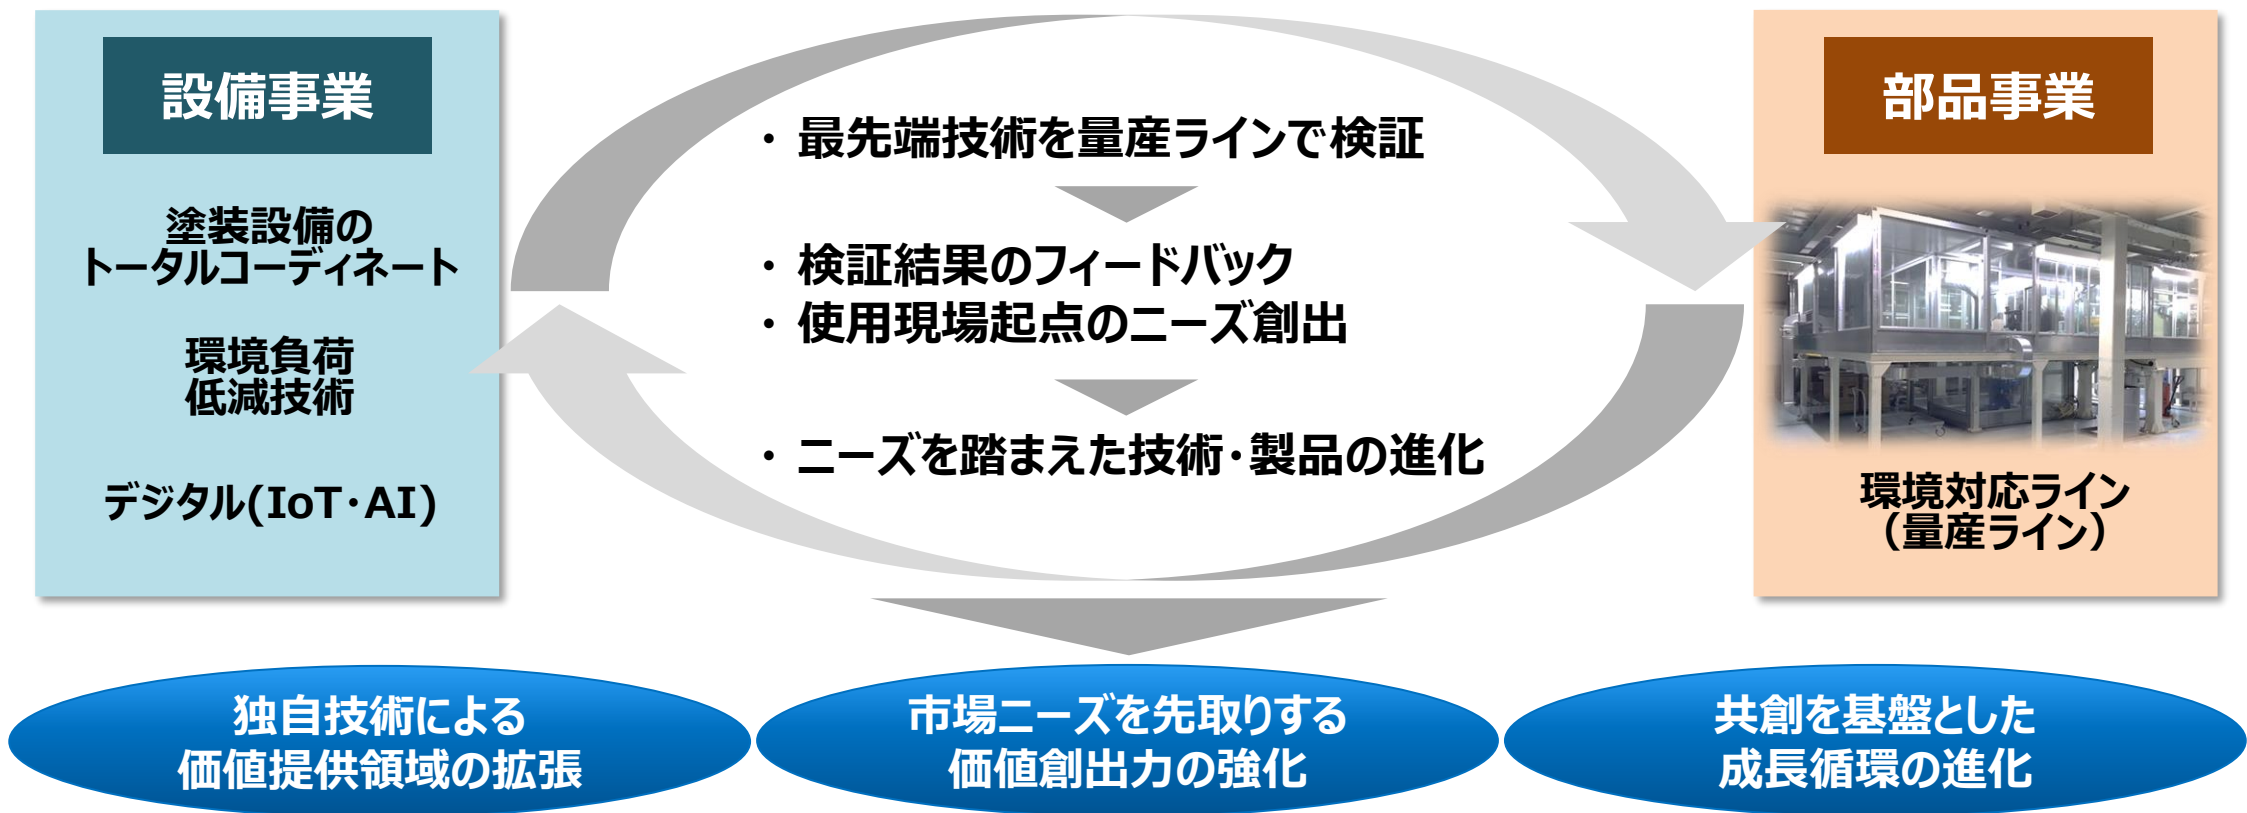 設備事業
塗装設備の
トータルコーディネート
環境負荷
低減技術
デジタル(IoT・AI)
・ 最先端技術を量産ラインで検証
・ 検証結果のフィードバック
・ 使用現場起点のニーズ創出
・ ニーズを踏まえた技術・製品の進化
部品事業
環境対応ライン
（量産ライン）
独自技術による
価値提供領域の拡張
市場ニーズを先取りする
価値創出力の強化
共創を基盤とした
成長循環の進化